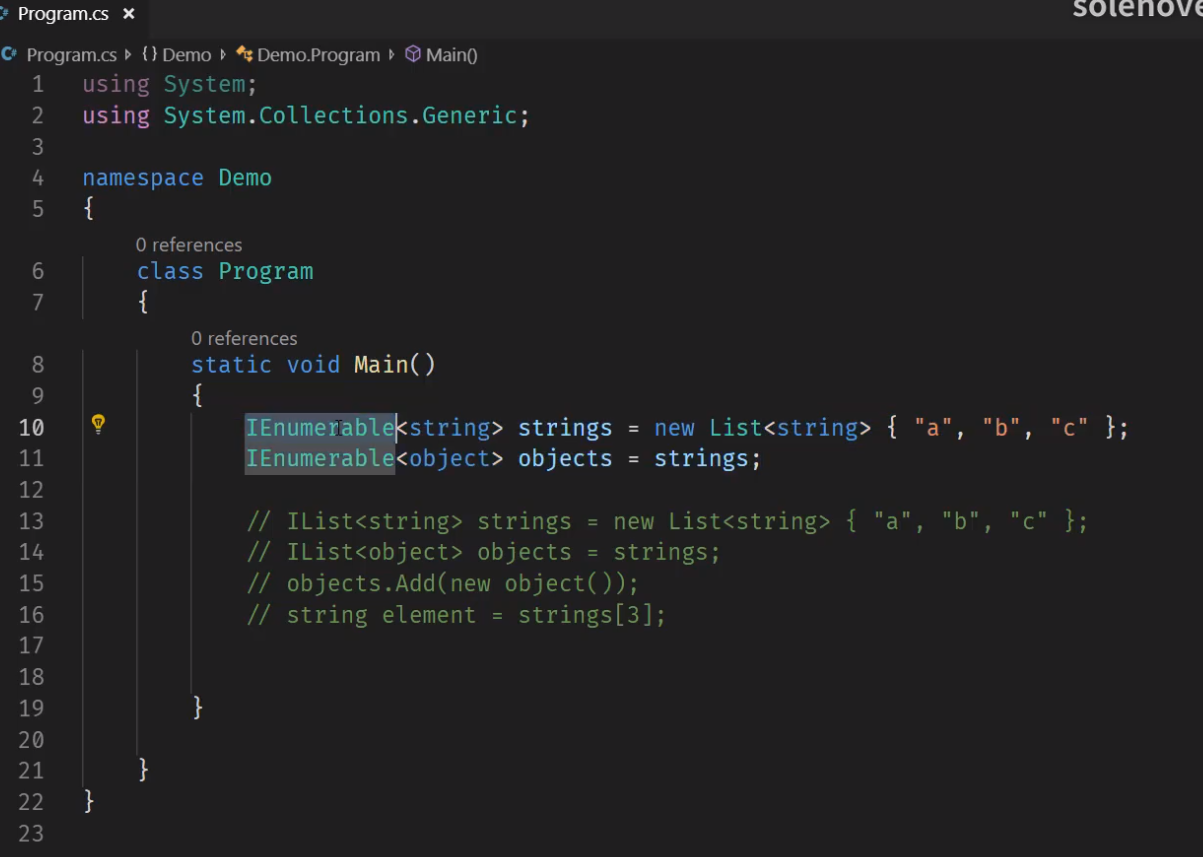 Program.cs ×
solenove
Program.cs › {} Demo › Demo.Program › Main()
1 using System;
2 using System.Collections.Generic;
3
4 namespace Demo
5 {
0 references
6 class Program
7 {
0 references
8 static void Main()
9 {
10 IEnumerable<string> strings = new List<string> { "a", "b", "c" };
11 IEnumerable<object> objects = strings;
12
13 // IList<string> strings = new List<string> { "a", "b", "c" };
14 // IList<object> objects = strings;
15 // objects.Add(new object());
16 // string element = strings[3];
17
18
19 }
20
21 }
22 }
23